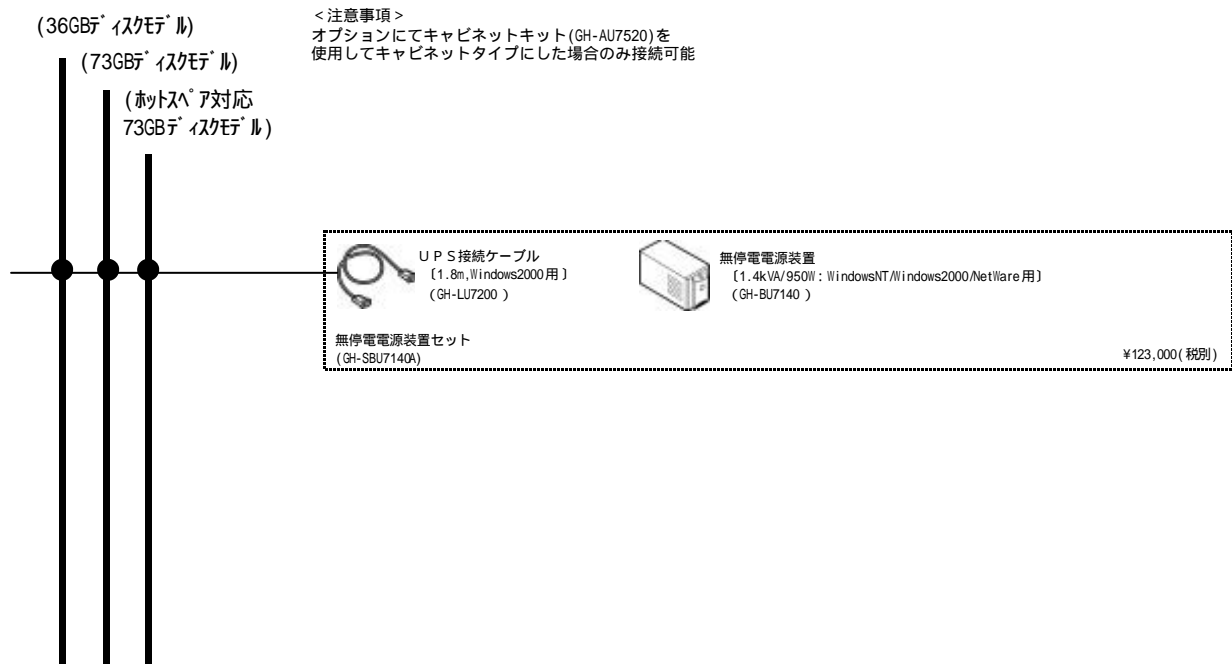 (36GBﾃﾞｨｽｸﾓﾃﾞﾙ)
(73GBﾃﾞｨｽｸﾓﾃﾞﾙ)
(ﾎｯﾄｽﾍﾟｱ対応
73GBﾃﾞｨｽｸﾓﾃﾞﾙ)
<注意事項>
オプションにてキャビネットキット(GH-AU7520)を
使用してキャビネットタイプにした場合のみ接続可能
ＵＰＳ接続ケーブル
〔1.8m,Windows2000用〕
(GH-LU7200 )
無停電電源装置
〔1.4kVA/950W: WindowsNT/Windows2000/NetWare用〕
(GH-BU7140 )
無停電電源装置セット
(GH-SBU7140A)
¥123,000(税別)